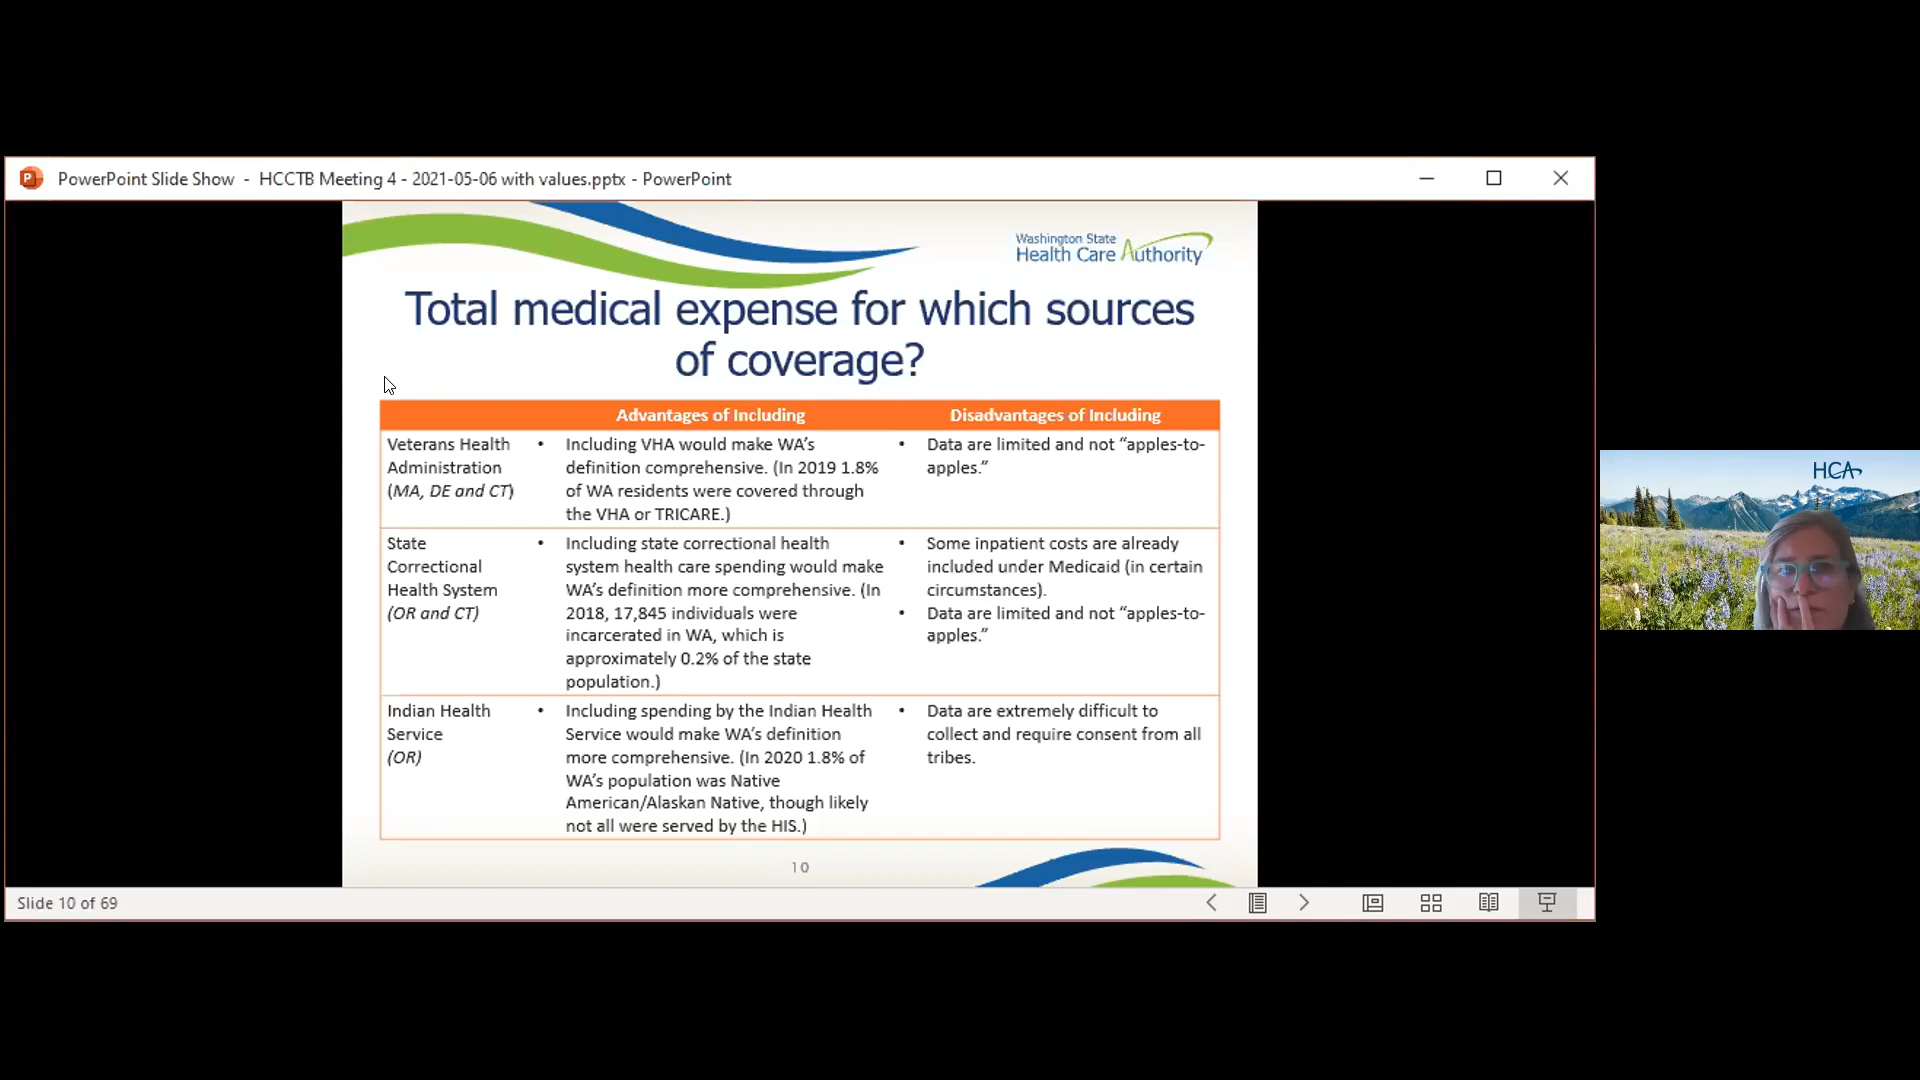 PowerPoint Slide Show - HCCTB Meeting 4 - 2021-05-06 with values.pptx - PowerPoint
Washington State
Health Care Authority
Total medical expense for which sources
of coverage?
Advantages of Including
Disadvantages of Including
Veterans Health
Administration
(MA, DE and CT)
• Including VHA would make WA's
definition comprehensive. (In 2019 1.8%
of WA residents were covered through
the VHA or TRICARE.)
• Data are limited and not “apples-to-
apples.”
State
Correctional
Health System
(OR and CT)
• Including state correctional health
system health care spending would make
WA's definition more comprehensive. (In
2018, 17,845 individuals were
incarcerated in WA, which is
approximately 0.2% of the state
population.)
• Some inpatient costs are already
included under Medicaid (in certain
circumstances).
• Data are limited and not “apples-to-
apples.”
Indian Health
Service
(OR)
• Including spending by the Indian Health
Service would make WA's definition
more comprehensive. (In 2020 1.8% of
WA's population was Native
American/Alaskan Native, though likely
not all were served by the HIS.)
• Data are extremely difficult to
collect and require consent from all
tribes.
10
Slide 10 of 69
HCA